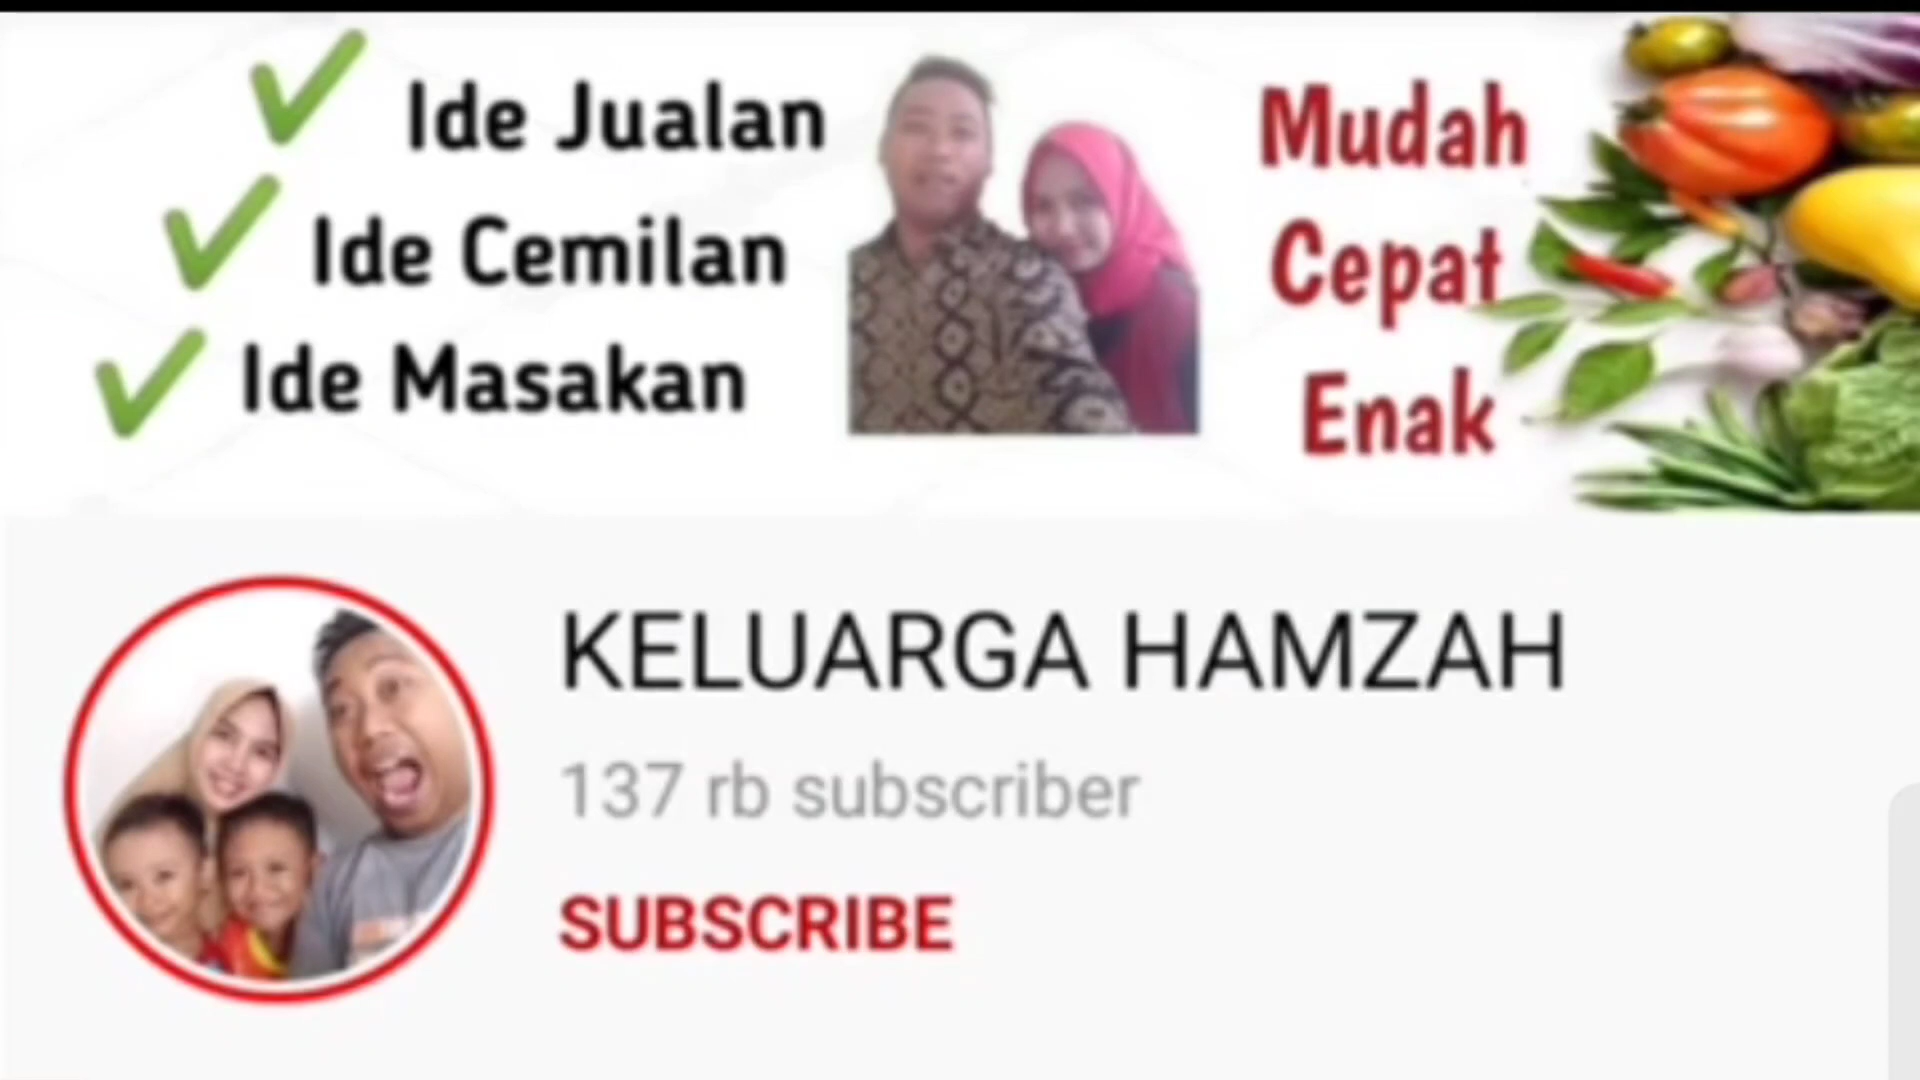 Ide Jualan
Ide Cemilan
Ide Masakan
Mudah
Cepat
Enak
KELUARGA HAMZAH
137 rb subscriber
SUBSCRIBE